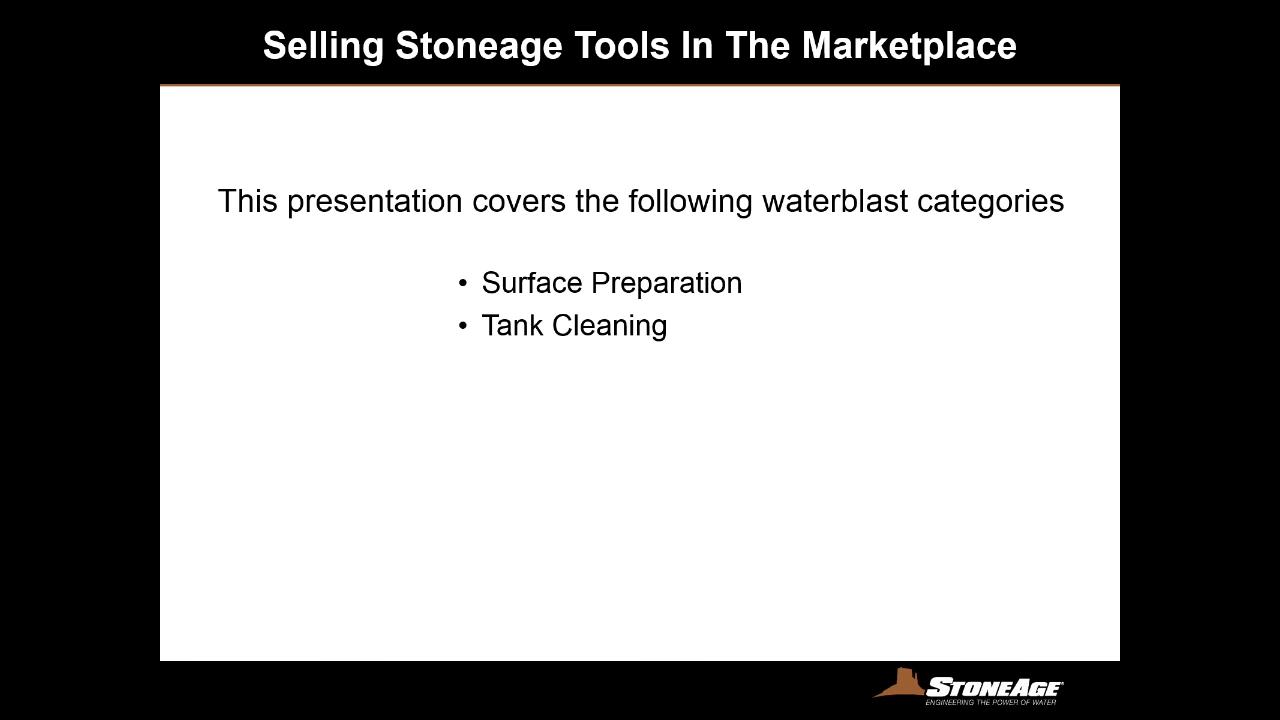 Selling Stoneage Tools In The Marketplace
This presentation covers the following waterblast categories
• Surface Preparation
• Tank Cleaning
STONEAGE
ENGINEERING THE POWER OF WATER